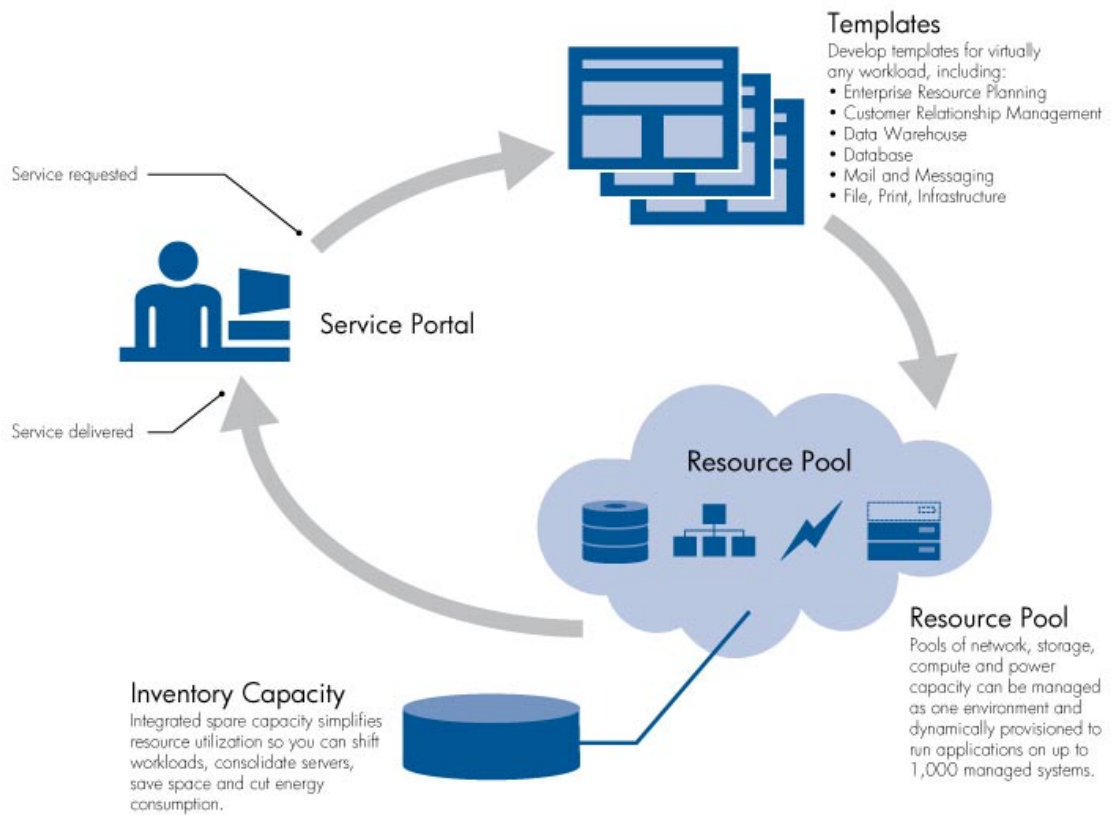 Templates
Develop templates for virtually
any workload, including:
• Enterprise Resource Planning
• Customer Relationship Management
• Data Warehouse
• Database
• Mail and Messaging
• File, Print, Infrastructure
Service requested
Service Portal
Service delivered
Resource Pool
Resource Pool
Pools of network, storage,
compute and power
capacity can be managed
as one environment and
dynamically provisioned to
run applications on up to
1,000 managed systems.
Inventory Capacity
Integrated spare capacity simplifies
resource utilization so you can shift
workloads, consolidate servers,
save space and cut energy
consumption.